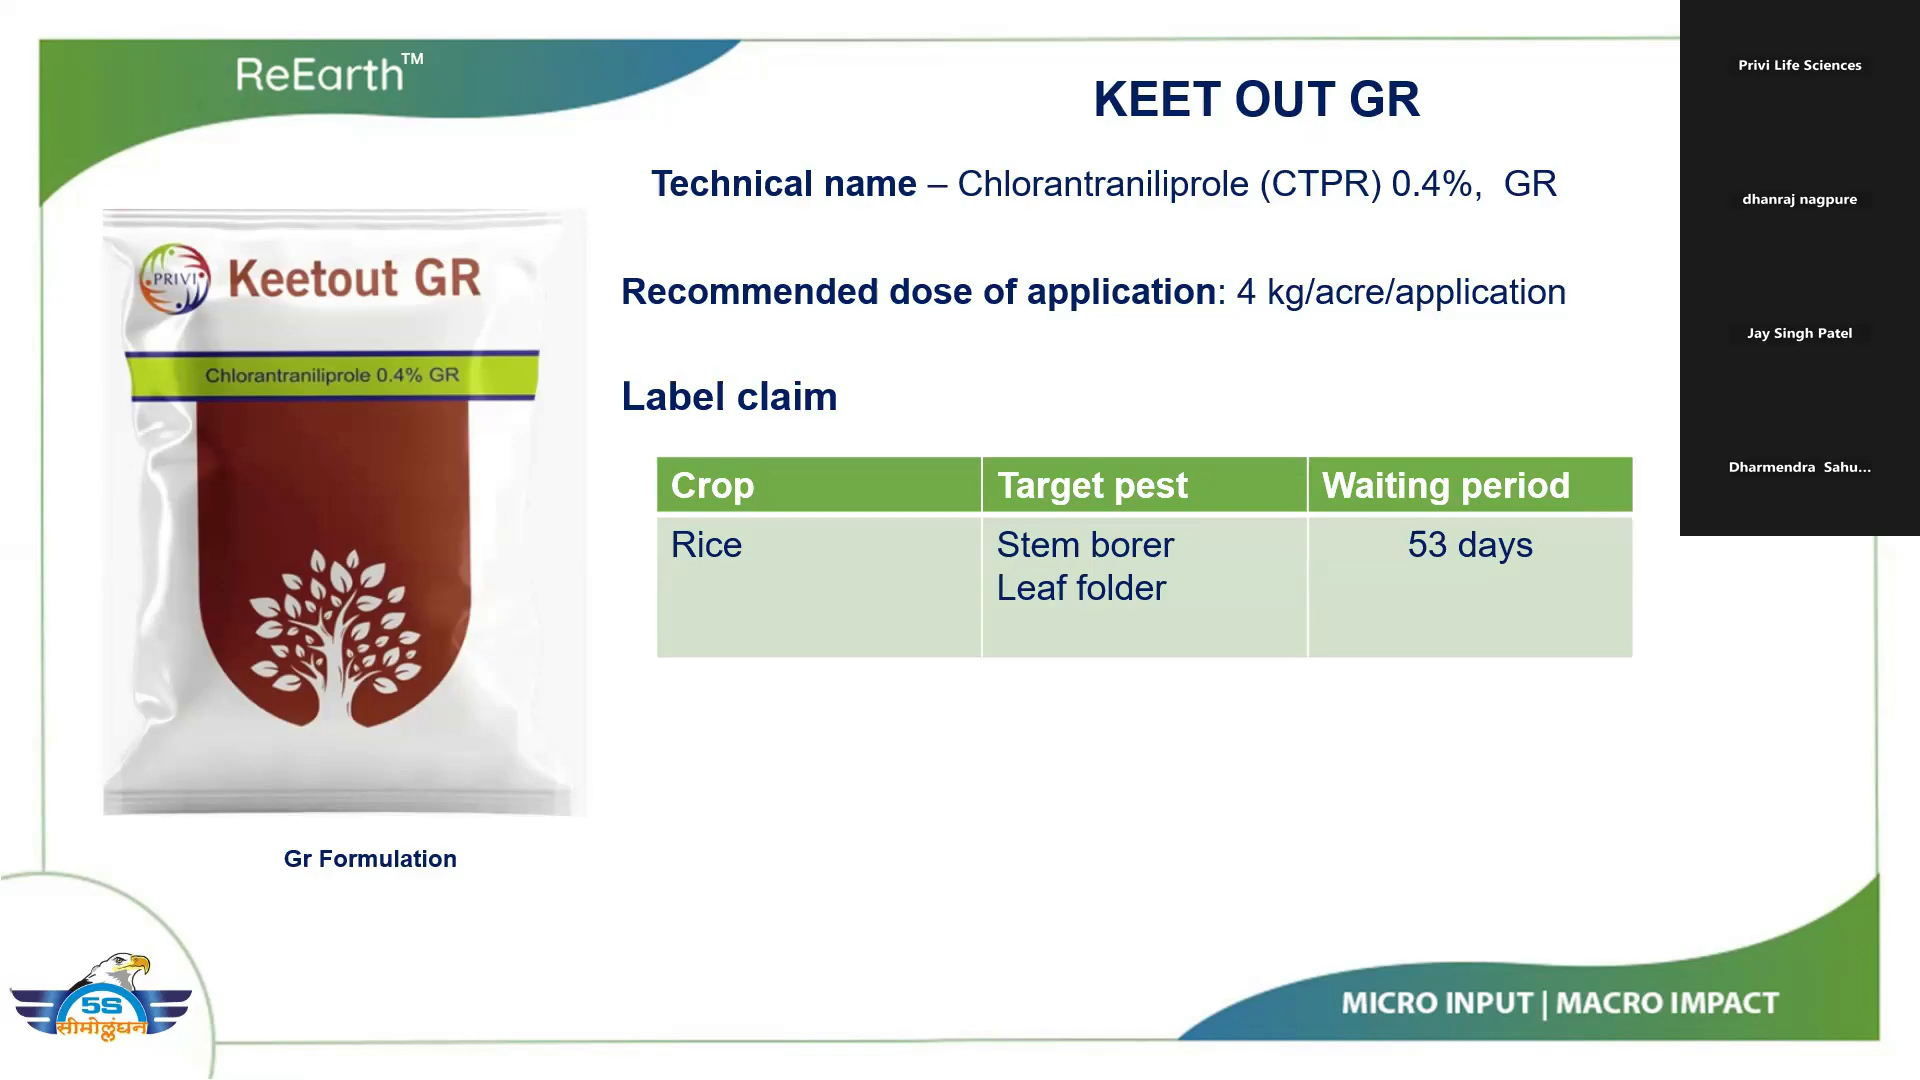 ReEarth™
KEET OUT GR
Technical name – Chlorantraniliprole (CTPR) 0.4%, GR
Recommended dose of application: 4 kg/acre/application
Label claim
Crop Target pest Waiting period
Rice Stem borer 53 days
Leaf folder
PRIVI Keetout GR
Chlorantraniliprole 0.4% GR
Gr Formulation
5S
सीमोल्लंघन
MICRO INPUT | MACRO IMPACT
Privi Life Sciences
dhanraj nagpure
Jay Singh Patel
Dharmendra Sahu...